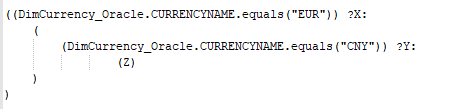 ((DimCurrency_Oracle.CURRENCYNAME.equals("EUR")) ?X:
(
(DimCurrency_Oracle.CURRENCYNAME.equals("CNY")) ?Y:
(Z)
)
)